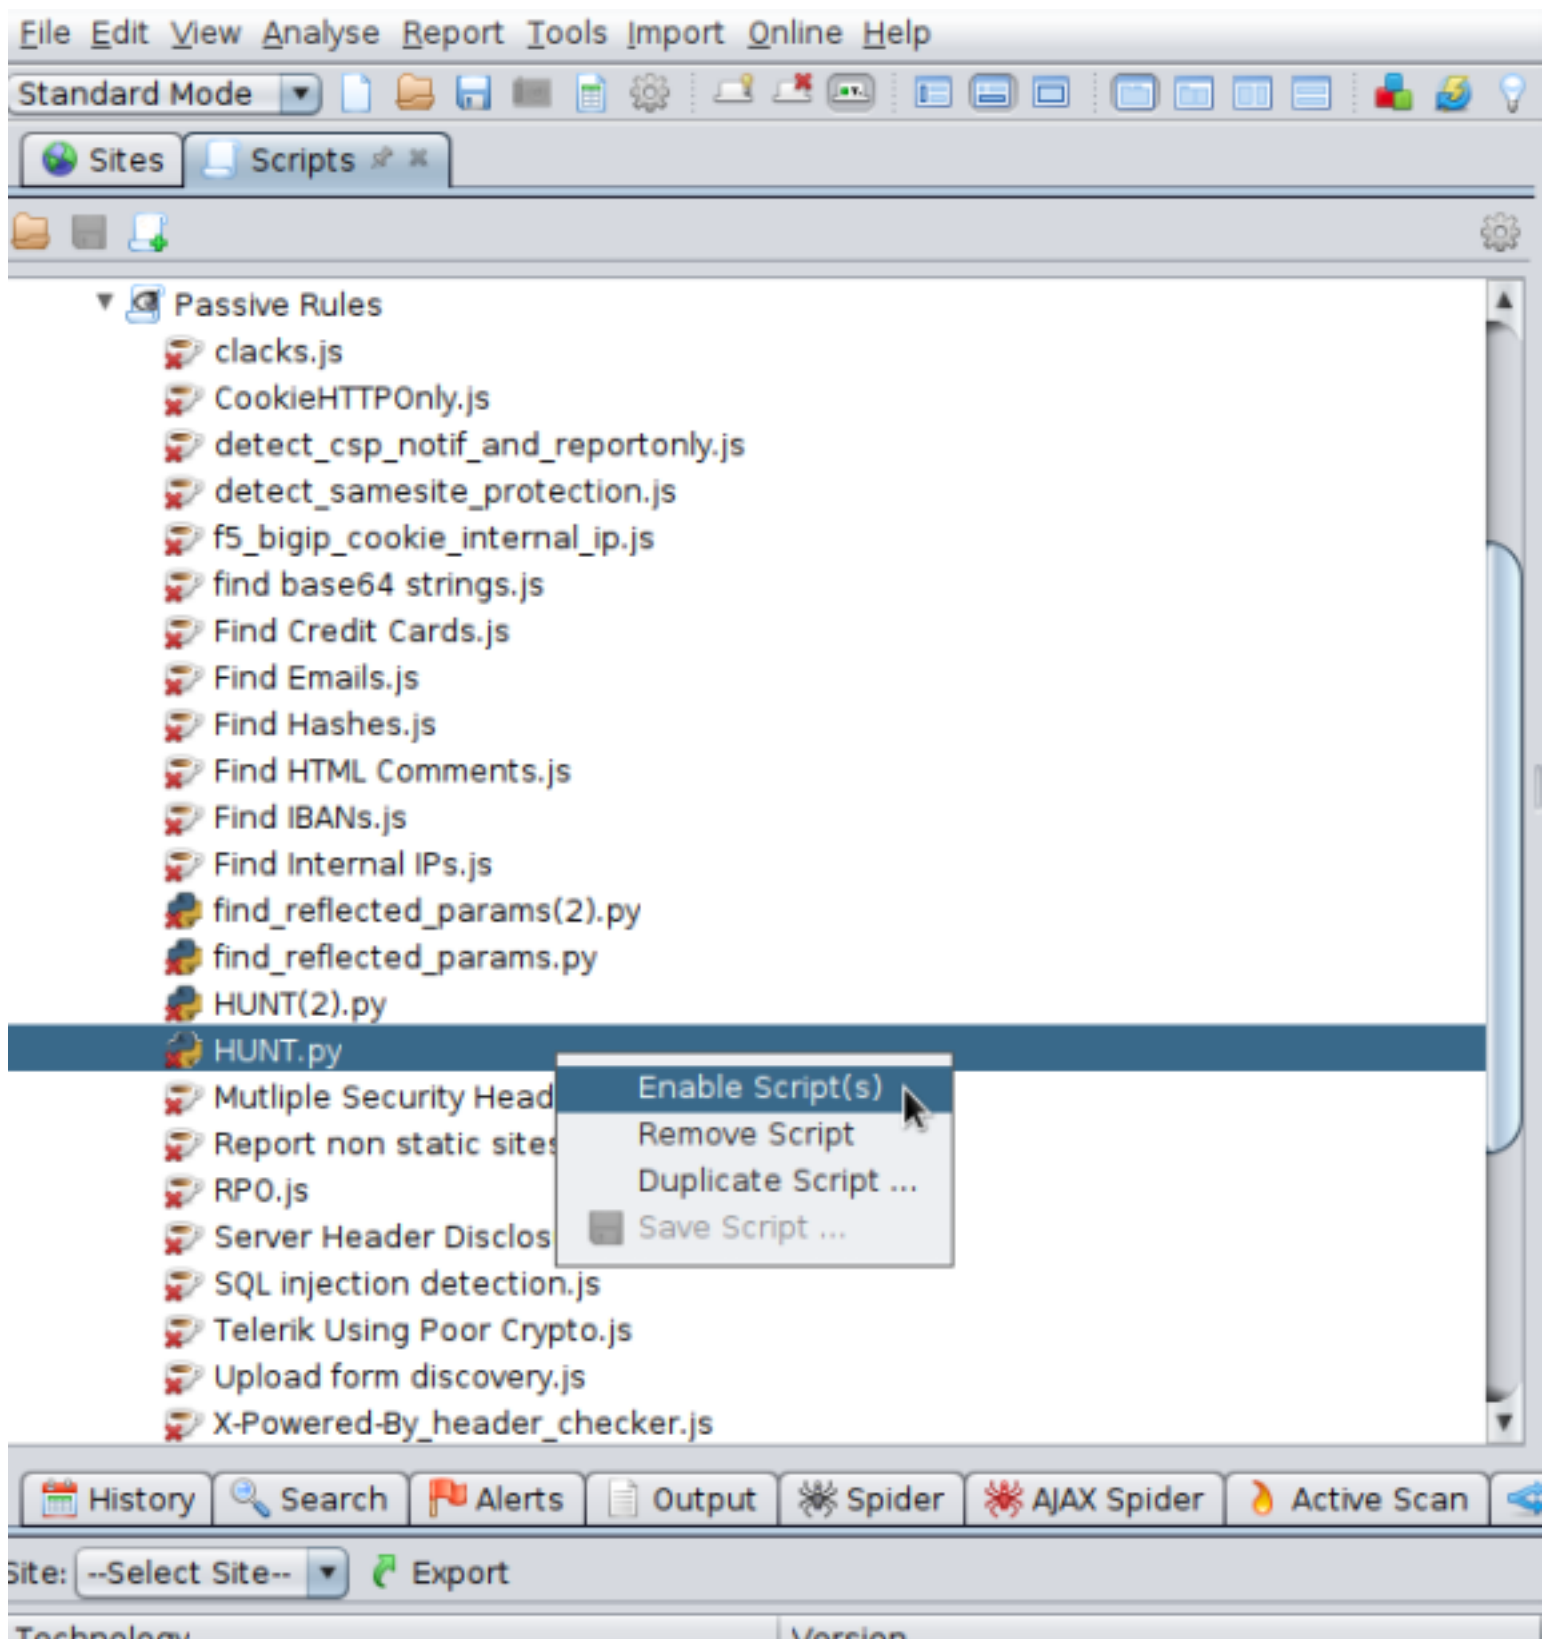 File Edit View Analyse Report Tools Import Online Help
Standard Mode
Sites Scripts
Passive Rules
clacks.js
CookieHTTPOnly.js
detect_csp_notif_and_reportonly.js
detect_samesite_protection.js
f5_bigip_cookie_internal_ip.js
find base64 strings.js
Find Credit Cards.js
Find Emails.js
Find Hashes.js
Find HTML Comments.js
Find IBANs.js
Find Internal IPs.js
find_reflected_params(2).py
find_reflected_params.py
HUNT(2).py
HUNT.py
Enable Script(s)
Mutliple Security Head
Remove Script
Report non static sites
Duplicate Script ...
RPO.js
Save Script ...
Server Header Disclos
SQL injection detection.js
Telerik Using Poor Crypto.js
Upload form discovery.js
X-Powered-By_header_checker.js
History Search Alerts Output Spider AJAX Spider Active Scan
Site: --Select Site-- Export
Technology Version